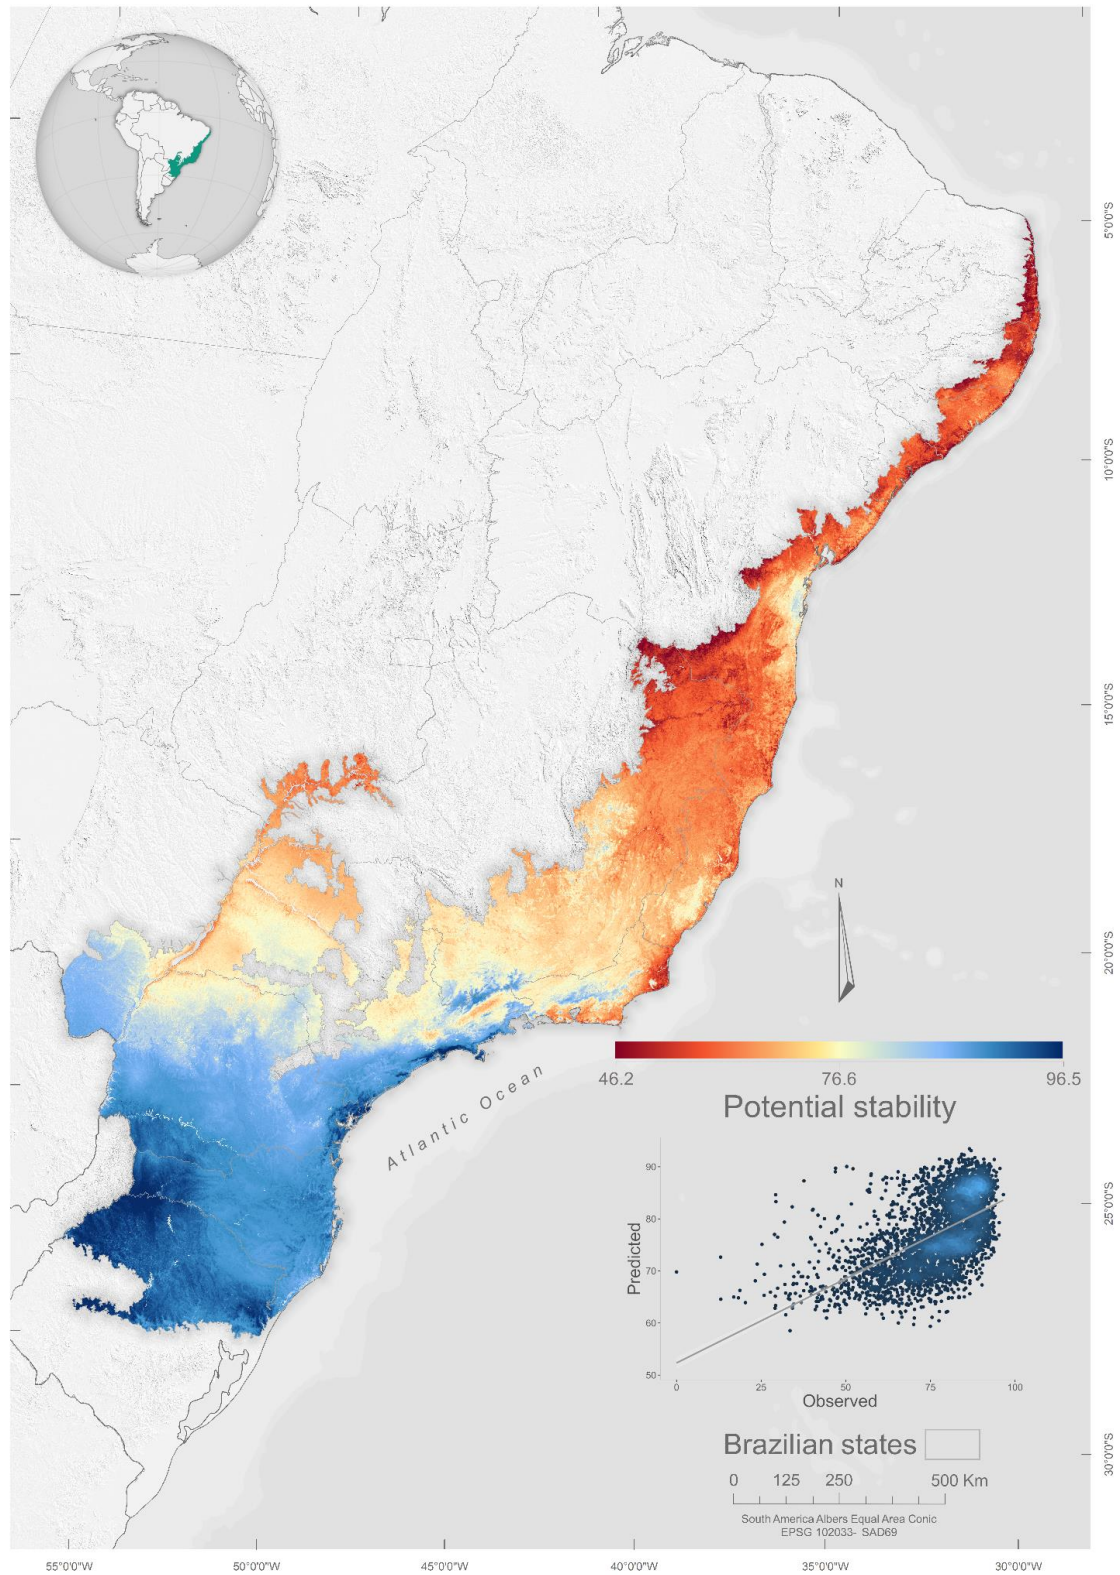 5°0'0"S
10°0'0"S
15°0'0"S
N
20°0'0"S
46.2 76.6 96.5
Potential stability
Atlantic Ocean
90
80
70
60
50
Predicted
0 25 50 75 100
Observed
25°0'0"S
Brazilian states
0 125 250 500 Km
South America Albers Equal Area Conic
EPSG 102033- SAD69
30°0'0"S
55°0'0"W 50°0'0"W 45°0'0"W 40°0'0"W 35°0'0"W 30°0'0"W